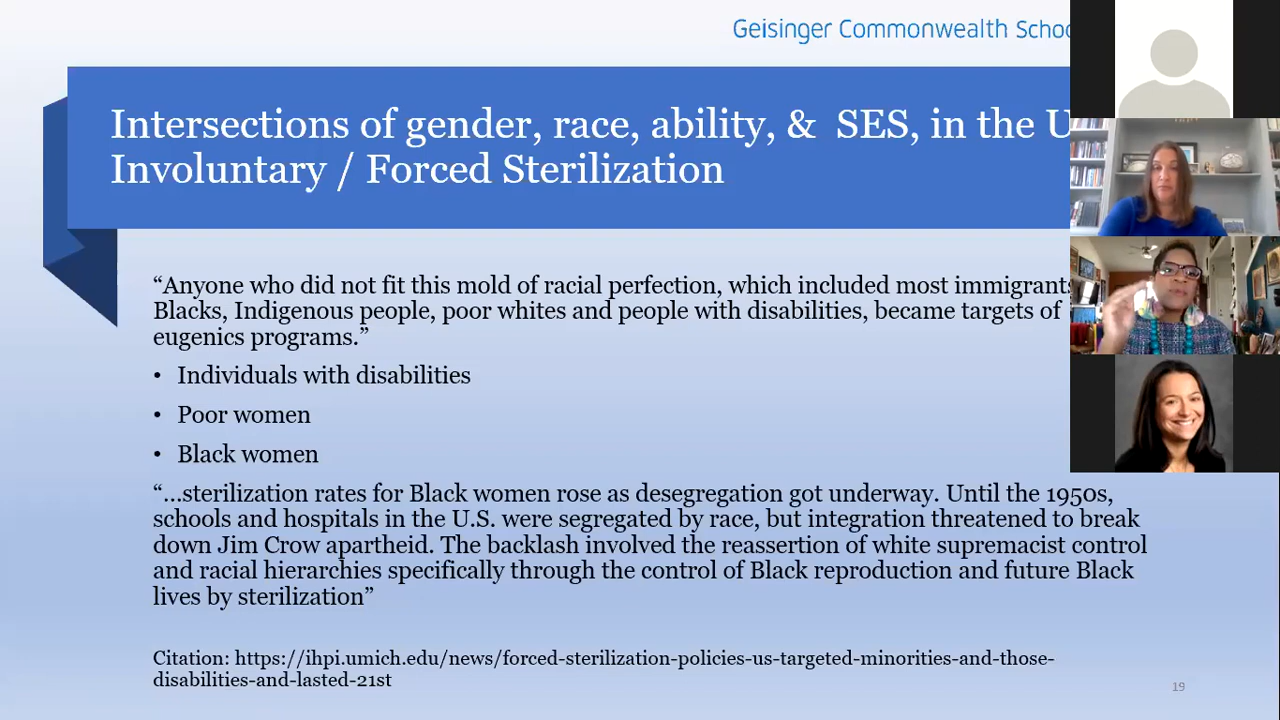 Geisinger Commonwealth Schoo
Intersections of gender, race, ability, & SES, in the U
Involuntary / Forced Sterilization
“Anyone who did not fit this mold of racial perfection, which included most immigrants
Blacks, Indigenous people, poor whites and people with disabilities, became targets of
eugenics programs.”
• Individuals with disabilities
• Poor women
• Black women
“…sterilization rates for Black women rose as desegregation got underway. Until the 1950s,
schools and hospitals in the U.S. were segregated by race, but integration threatened to break
down Jim Crow apartheid. The backlash involved the reassertion of white supremacist control
and racial hierarchies specifically through the control of Black reproduction and future Black
lives by sterilization”
Citation: https://ihpi.umich.edu/news/forced-sterilization-policies-us-targeted-minorities-and-those-
disabilities-and-lasted-21st
19